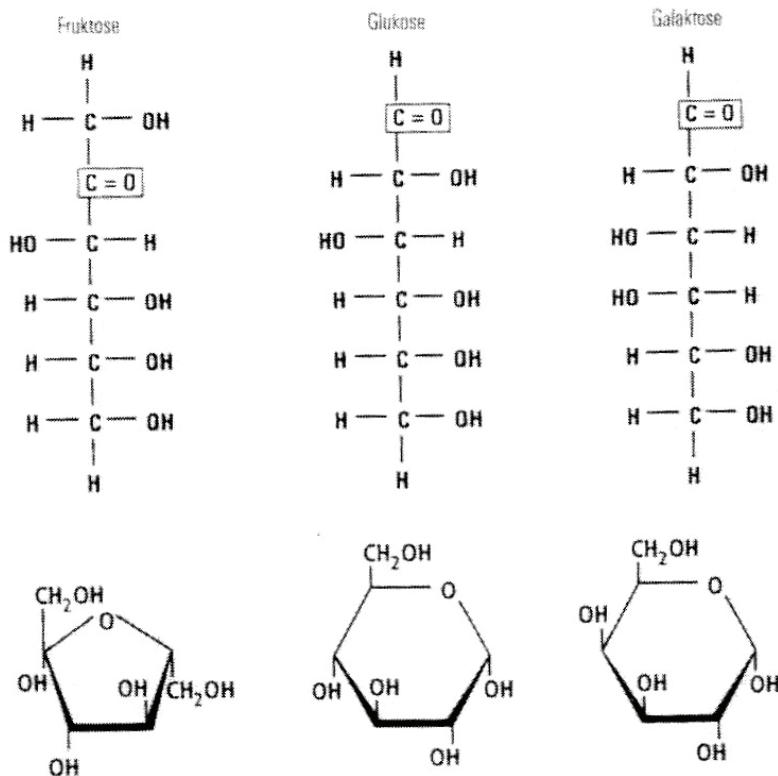 Fruktose
H
H C OH
C = O
HO C H
H C OH
H C OH
H C OH
H
Glukose
H
C = O
H C OH
HO C H
H C OH
H C OH
H C OH
H
Galaktose
H
C = O
H C OH
HO C H
HO C H
H C OH
H C OH
H
CH₂OH
O
OH OH CH₂OH
OH
CH₂OH
O
OH OH OH
OH
CH₂OH
O
OH
OH OH
OH